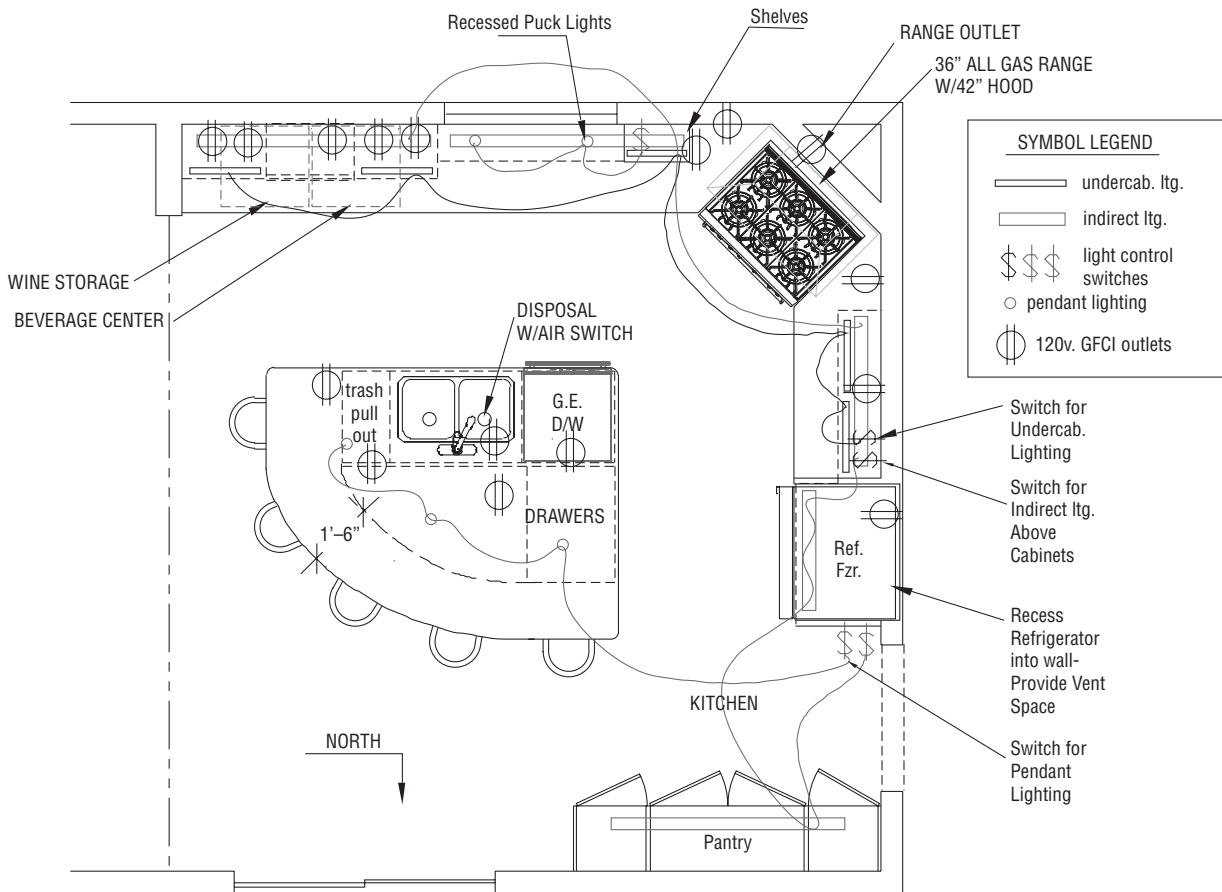 Recessed Puck Lights
Shelves
RANGE OUTLET
36” ALL GAS RANGE
W/42” HOOD
SYMBOL LEGEND
undercab. ltg.
indirect ltg.
light control
switches
pendant lighting
120v. GFCI outlets
WINE STORAGE
BEVERAGE CENTER
DISPOSAL
W/AIR SWITCH
trash
pull
out
G.E.
D/W
DRAWERS
1’–6”
Switch for
Undercab.
Lighting
Switch for
Indirect ltg.
Above
Cabinets
Ref.
Fzr.
Recess
Refrigerator
into wall-
Provide Vent
Space
KITCHEN
NORTH
Switch for
Pendant
Lighting
Pantry